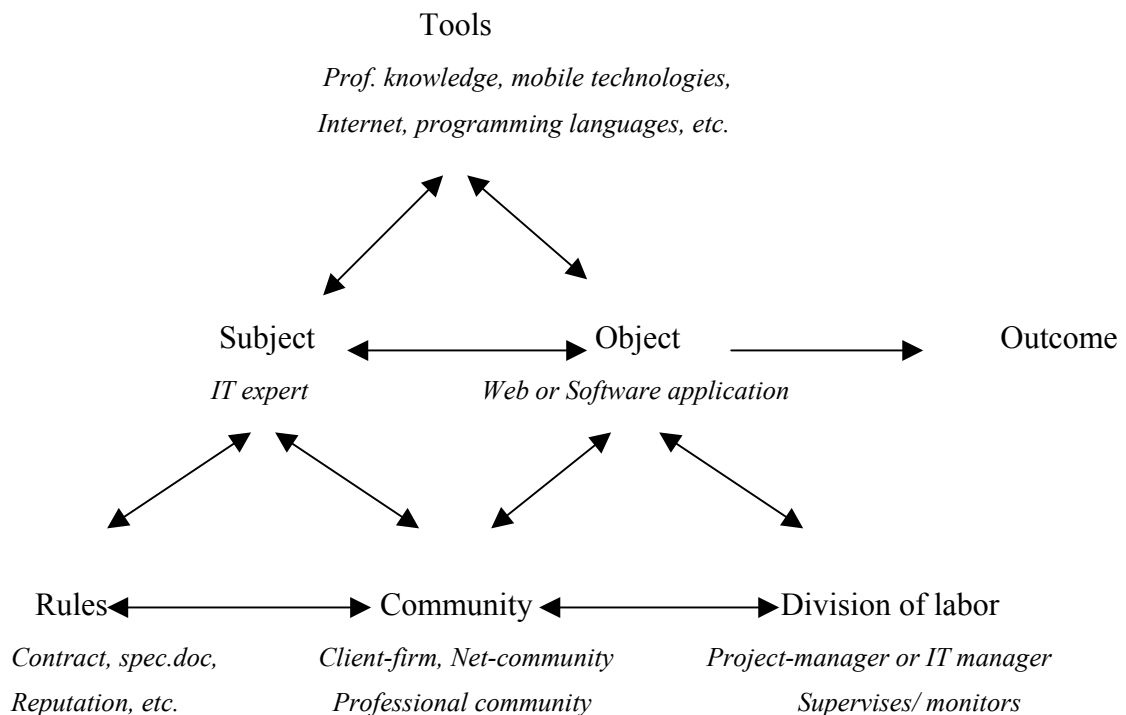 Tools
Prof. knowledge, mobile technologies,
Internet, programming languages, etc.
Subject Object Outcome
IT expert Web or Software application
Rules Community Division of labor
Contract, spec.doc, Client-firm, Net-community Project-manager or IT manager
Reputation, etc. Professional community Supervises/ monitors